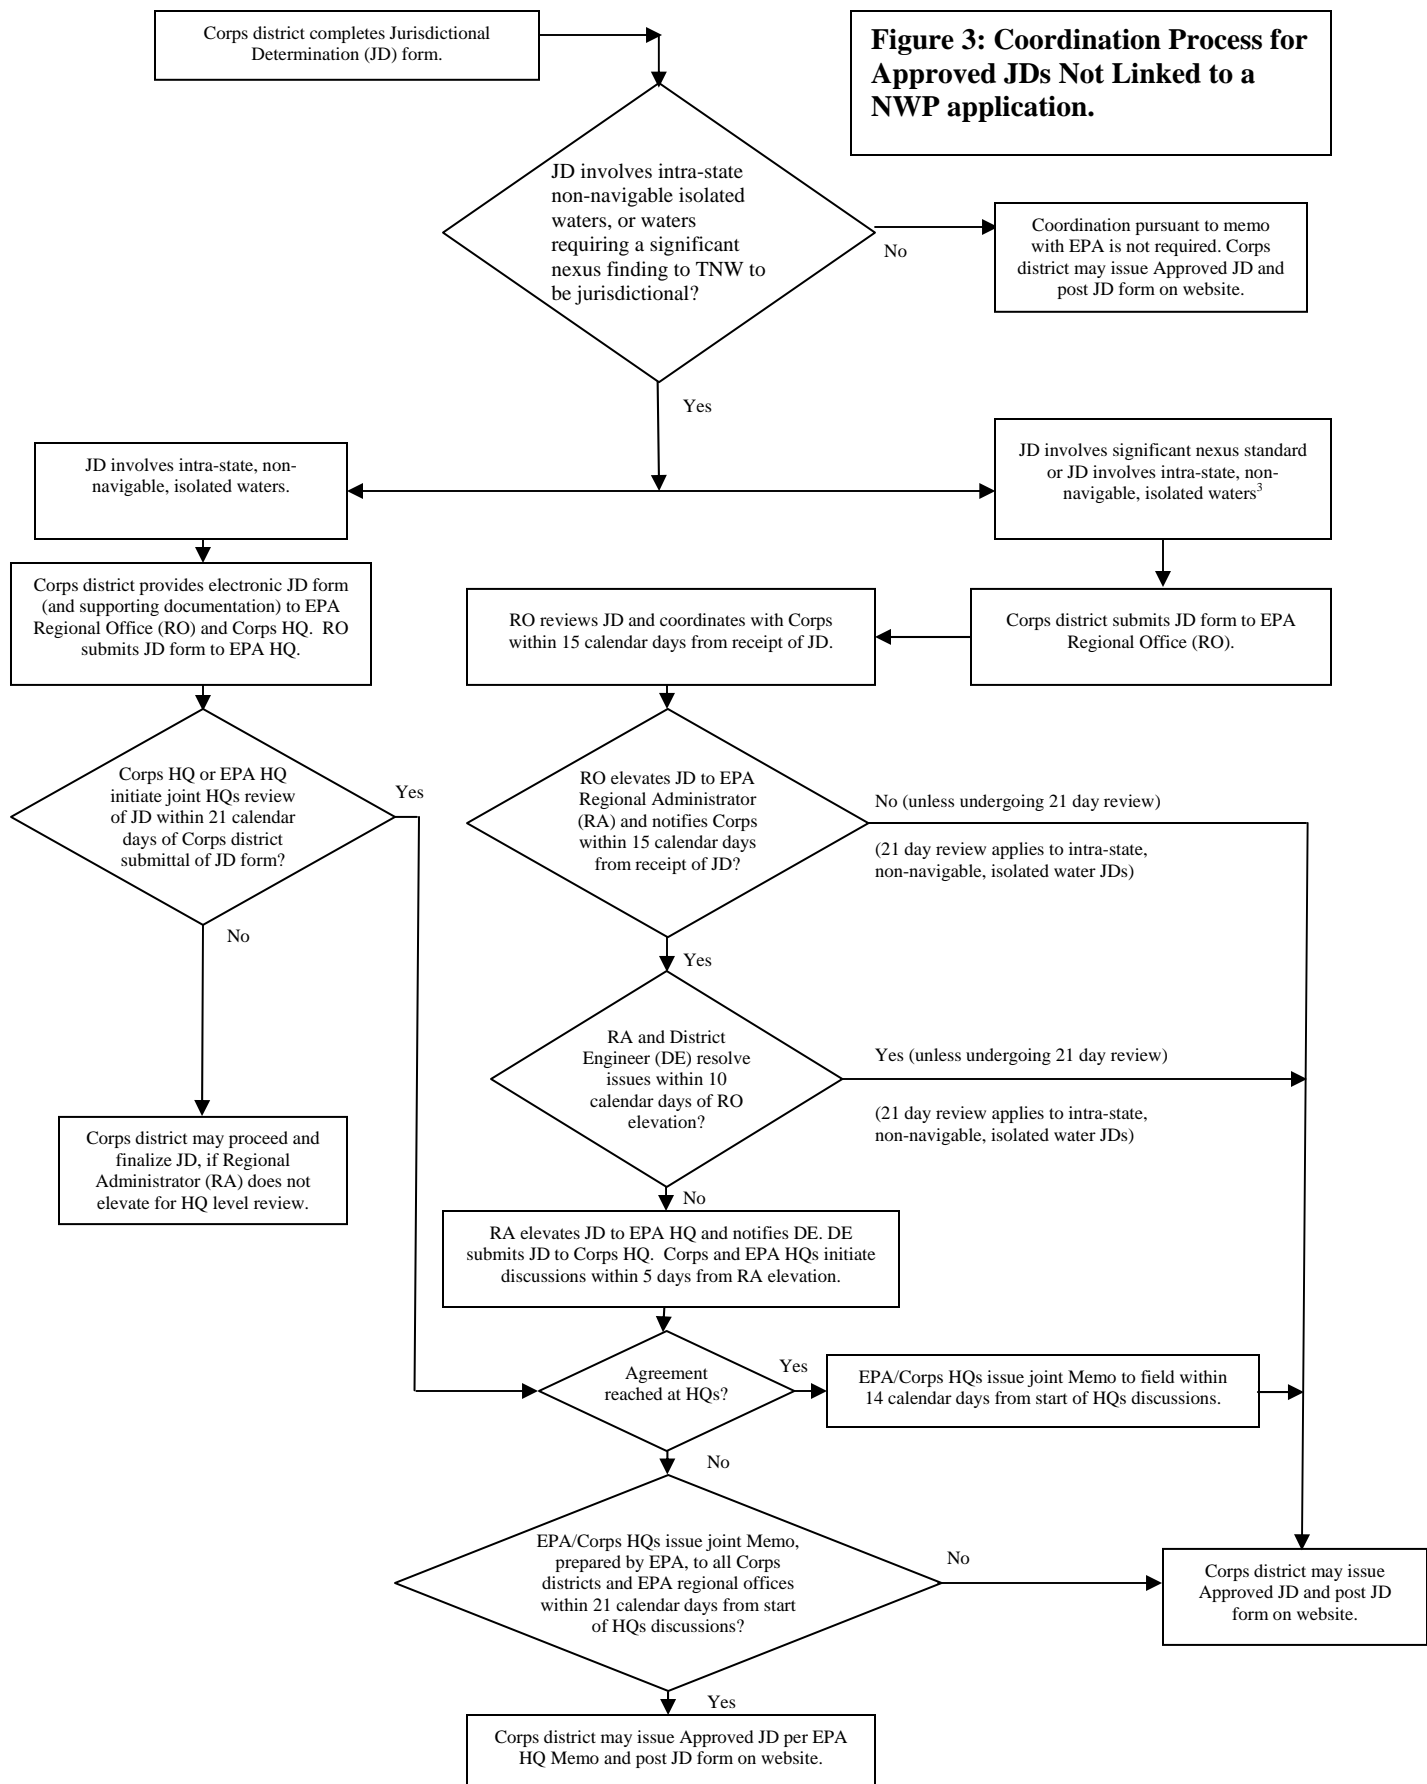 Corps district completes Jurisdictional
Determination (JD) form.
Figure 3: Coordination Process for
Approved JDs Not Linked to a
NWP application.
JD involves intra-state
non-navigable isolated
waters, or waters
requiring a significant
nexus finding to TNW to
be jurisdictional?
No
Coordination pursuant to memo
with EPA is not required. Corps
district may issue Approved JD and
post JD form on website.
Yes
JD involves intra-state, non-
navigable, isolated waters.
JD involves significant nexus standard
or JD involves intra-state, non-
navigable, isolated waters³
Corps district provides electronic JD form
(and supporting documentation) to EPA
Regional Office (RO) and Corps HQ.  RO
submits JD form to EPA HQ.
RO reviews JD and coordinates with Corps
within 15 calendar days from receipt of JD.
Corps district submits JD form to EPA
Regional Office (RO).
Corps HQ or EPA HQ
initiate joint HQs review
of JD within 21 calendar
days of Corps district
submittal of JD form?
Yes
No
RO elevates JD to EPA
Regional Administrator
(RA) and notifies Corps
within 15 calendar days
from receipt of JD?
No (unless undergoing 21 day review)
(21 day review applies to intra-state,
non-navigable, isolated water JDs)
Yes
RA and District
Engineer (DE) resolve
issues within 10
calendar days of RO
elevation?
Yes (unless undergoing 21 day review)
(21 day review applies to intra-state,
non-navigable, isolated water JDs)
Corps district may proceed and
finalize JD, if Regional
Administrator (RA) does not
elevate for HQ level review.
No
RA elevates JD to EPA HQ and notifies DE. DE
submits JD to Corps HQ.  Corps and EPA HQs initiate
discussions within 5 days from RA elevation.
Agreement
reached at HQs?
Yes
EPA/Corps HQs issue joint Memo to field within
14 calendar days from start of HQs discussions.
No
EPA/Corps HQs issue joint Memo,
prepared by EPA, to all Corps
districts and EPA regional offices
within 21 calendar days from start
of HQs discussions?
No
Corps district may issue
Approved JD and post JD
form on website.
Yes
Corps district may issue Approved JD per EPA
HQ Memo and post JD form on website.